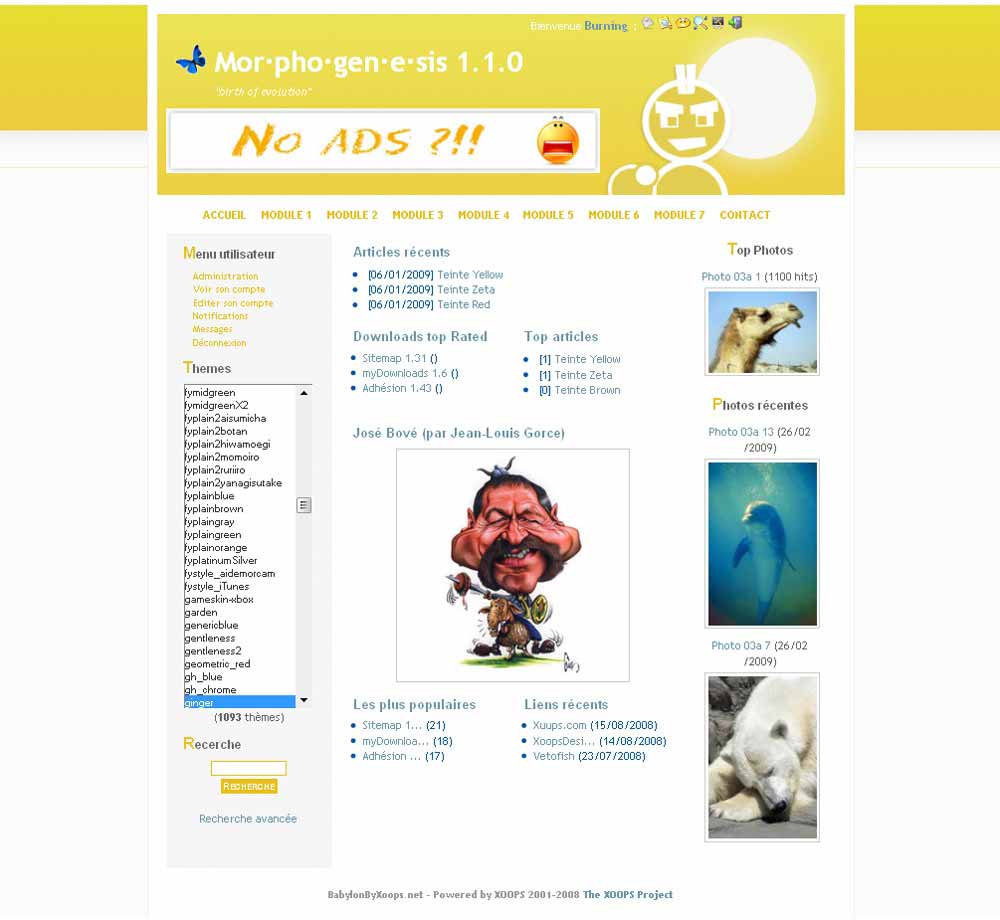 Bienvenue Burning :
Mor·pho·gen·e·sis 1.1.0
"birth of evolution"
No ADS ?!!
ACCUEIL MODULE 1 MODULE 2 MODULE 3 MODULE 4 MODULE 5 MODULE 6 MODULE 7 CONTACT
Menu utilisateur
Administration
Voir son compte
Editer son compte
Notifications
Messages
Déconnexion
Themes
fymidgreen
fymidgreenX2
fyplain2aisumicha
fyplain2botan
fyplain2hiwamoegi
fyplain2momoiro
fyplain2ruriiro
fyplain2yanagisutake
fyplainblue
fyplainbrown
fyplaingray
fyplaingreen
fyplainorange
fyplatinumSilver
fystyle_aidemorcam
fystyle_iTunes
gameskin-xbox
garden
genericblue
gentleness
gentleness2
geometric_red
gh_blue
gh_chrome
ginger
(1093 thèmes)
Recerche
Recherche
Recherche avancée
Articles récents
[06/01/2009] Teinte Yellow
[06/01/2009] Teinte Zeta
[06/01/2009] Teinte Red
Downloads top Rated
Sitemap 1.31 ()
myDownloads 1.6 ()
Adhésion 1.43 ()
Top articles
[1] Teinte Yellow
[1] Teinte Zeta
[0] Teinte Brown
José Bové (par Jean-Louis Gorce)
Les plus populaires
Sitemap 1... (21)
myDownloa... (18)
Adhésion ... (17)
Liens récents
Xuups.com (15/08/2008)
XoopsDesi... (14/08/2008)
Vetofish (23/07/2008)
Top Photos
Photo 03a 1 (1100 hits)
Photos récentes
Photo 03a 13 (26/02
/2009)
Photo 03a 7 (26/02
/2009)
BabylonByXoops.net - Powered by XOOPS 2001-2008 The XOOPS Project